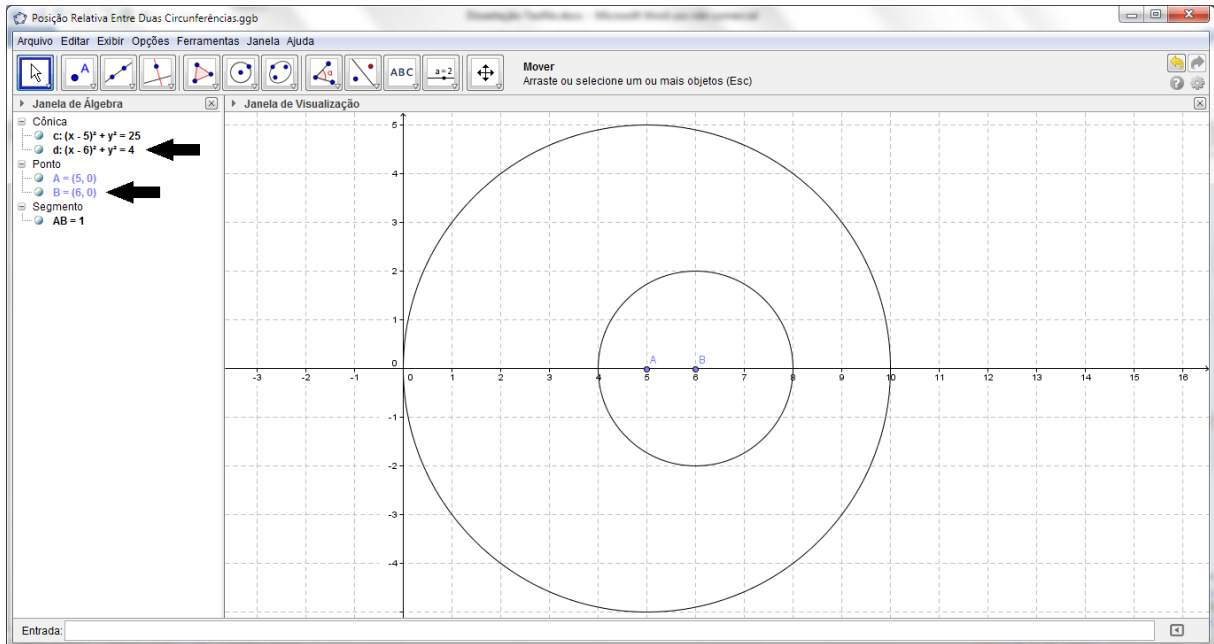 Posição Relativa Entre Duas Circunferências.ggb
Arquivo Editar Exibir Opções Ferramentas Janela Ajuda
A
α
ABC
a=2
Mover
Arraste ou selecione um ou mais objetos (Esc)
Janela de Álgebra
Janela de Visualização
Cônica
c: (x - 5)² + y² = 25
d: (x - 6)² + y² = 4
Ponto
A = (5, 0)
B = (6, 0)
Segmento
AB = 1
5
4
3
2
1
0
-1
-2
-3
-4
A B
-3 -2 -1 0 1 2 3 4 5 6 7 8 9 10 11 12 13 14 15 16
Entrada: